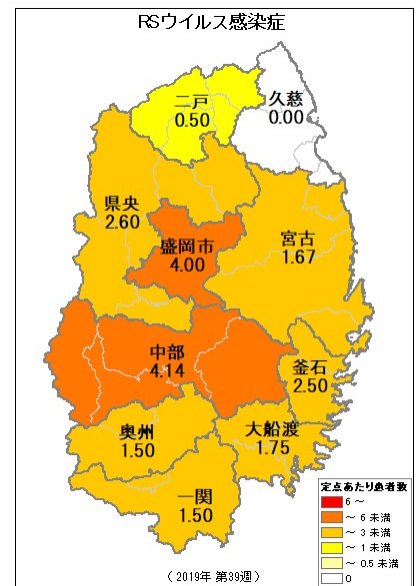 RSウイルス感染症
二戸
0.50
久慈
0.00
県央
2.60
盛岡市
4.00
宮古
1.67
中部
4.14
釜石
2.50
奥州
1.50
大船渡
1.75
一関
1.50
定点あたり患者数
6 ～
～ 6 未満
～ 3 未満
～ 1 未満
～ 0.5 未満
0
（ 2019年 第39週）